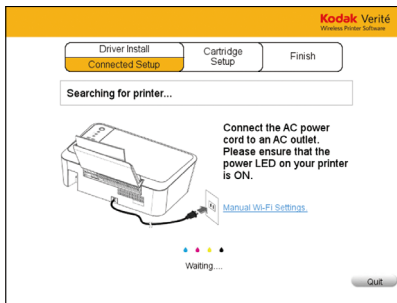 Kodak Verité
Wireless Printer Software
Driver Install
Connected Setup
Cartridge
Setup
Finish
Searching for printer...
Connect the AC power
cord to an AC outlet.
Please ensure that the
power LED on your printer
is ON.
Manual Wi-Fi Settings.
Waiting....
Quit